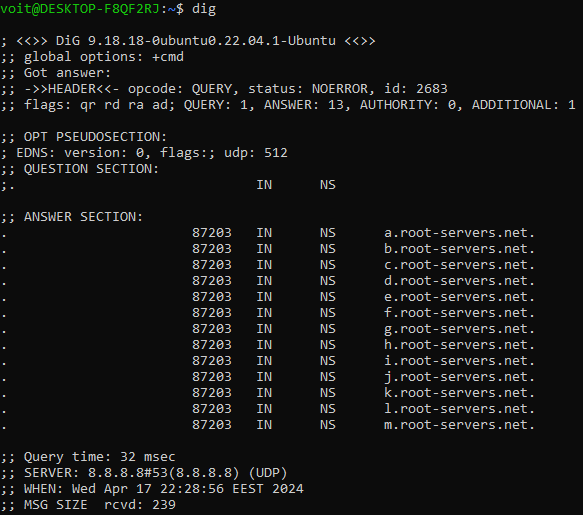 voit@DESKTOP-F8QF2RJ:~$ dig

; <<>> DiG 9.18.18-0ubuntu0.22.04.1-Ubuntu <<>>
;; global options: +cmd
;; Got answer:
;; ->>HEADER<<- opcode: QUERY, status: NOERROR, id: 2683
;; flags: qr rd ra ad; QUERY: 1, ANSWER: 13, AUTHORITY: 0, ADDITIONAL: 1

;; OPT PSEUDOSECTION:
; EDNS: version: 0, flags:; udp: 512
;; QUESTION SECTION:
;.                              IN      NS

;; ANSWER SECTION:
.                       87203   IN      NS      a.root-servers.net.
.                       87203   IN      NS      b.root-servers.net.
.                       87203   IN      NS      c.root-servers.net.
.                       87203   IN      NS      d.root-servers.net.
.                       87203   IN      NS      e.root-servers.net.
.                       87203   IN      NS      f.root-servers.net.
.                       87203   IN      NS      g.root-servers.net.
.                       87203   IN      NS      h.root-servers.net.
.                       87203   IN      NS      i.root-servers.net.
.                       87203   IN      NS      j.root-servers.net.
.                       87203   IN      NS      k.root-servers.net.
.                       87203   IN      NS      l.root-servers.net.
.                       87203   IN      NS      m.root-servers.net.

;; Query time: 32 msec
;; SERVER: 8.8.8.8#53(8.8.8.8) (UDP)
;; WHEN: Wed Apr 17 22:28:56 EEST 2024
;; MSG SIZE  rcvd: 239